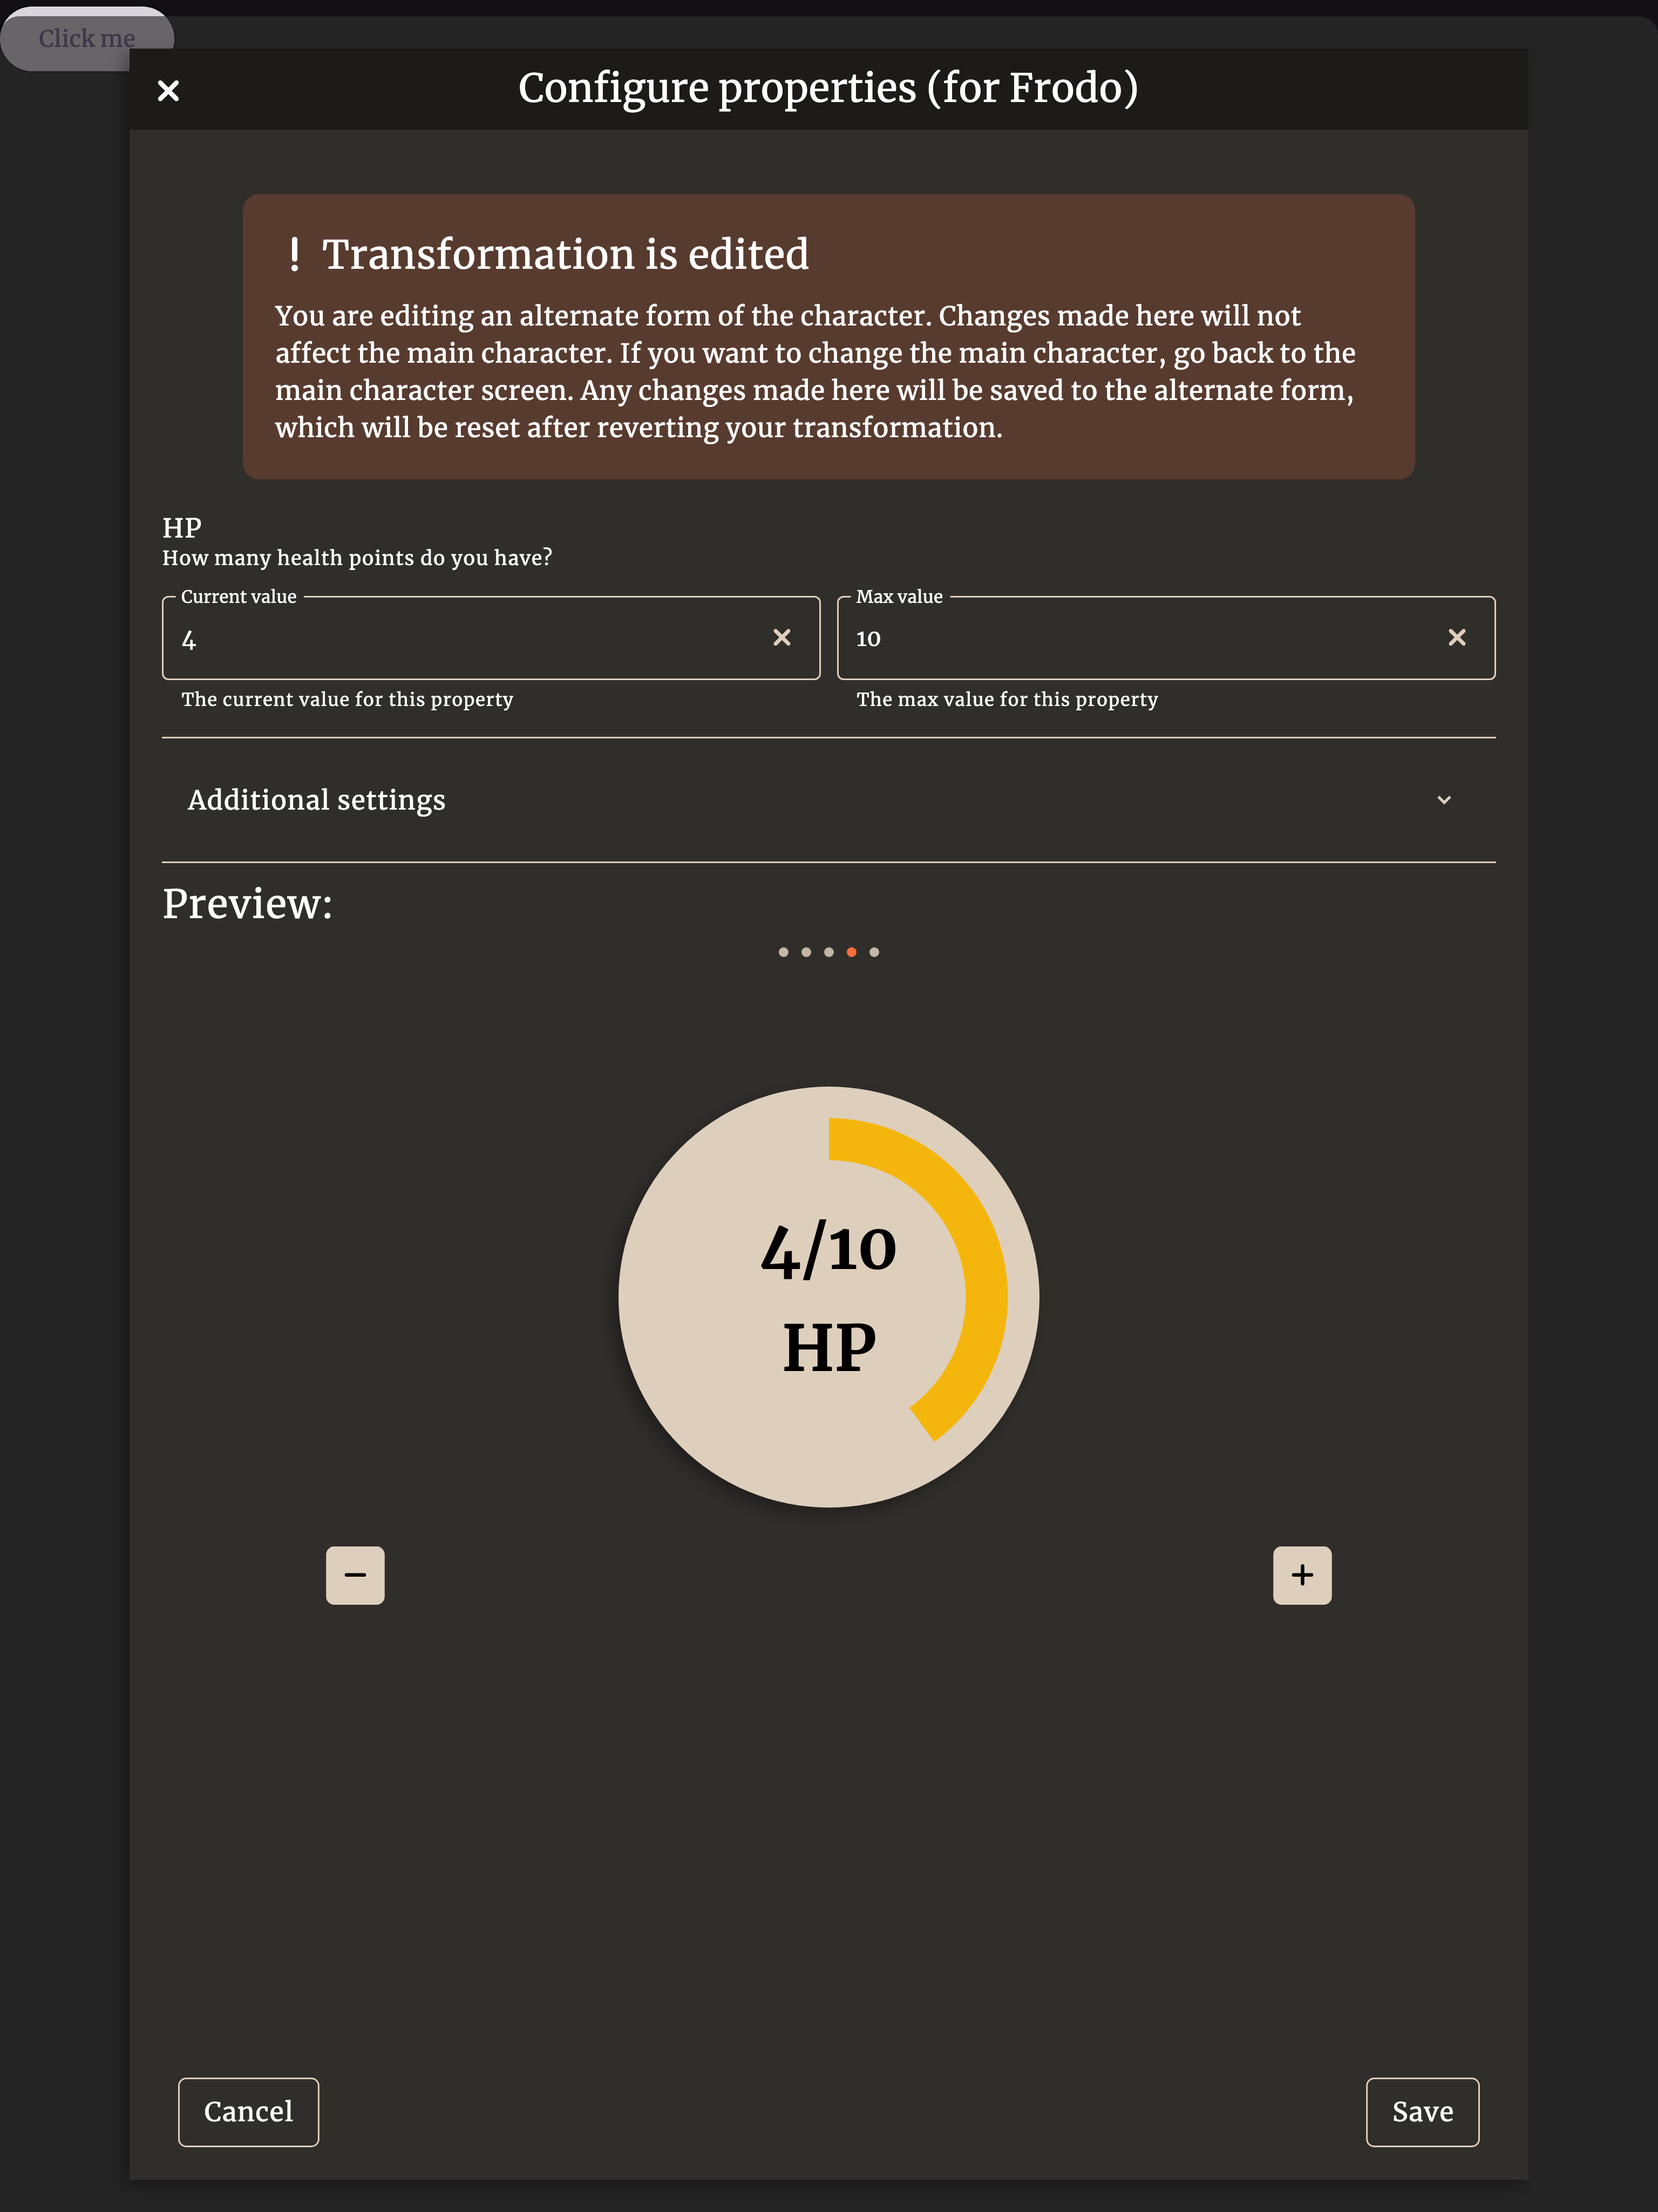 Click me
Configure properties (for Frodo)
! Transformation is edited
You are editing an alternate form of the character. Changes made here will not
affect the main character. If you want to change the main character, go back to the
main character screen. Any changes made here will be saved to the alternate form,
which will be reset after reverting your transformation.
HP
How many health points do you have?
Current value
4
The current value for this property
Max value
10
The max value for this property
Additional settings
Preview:
4/10
HP
Cancel
Save